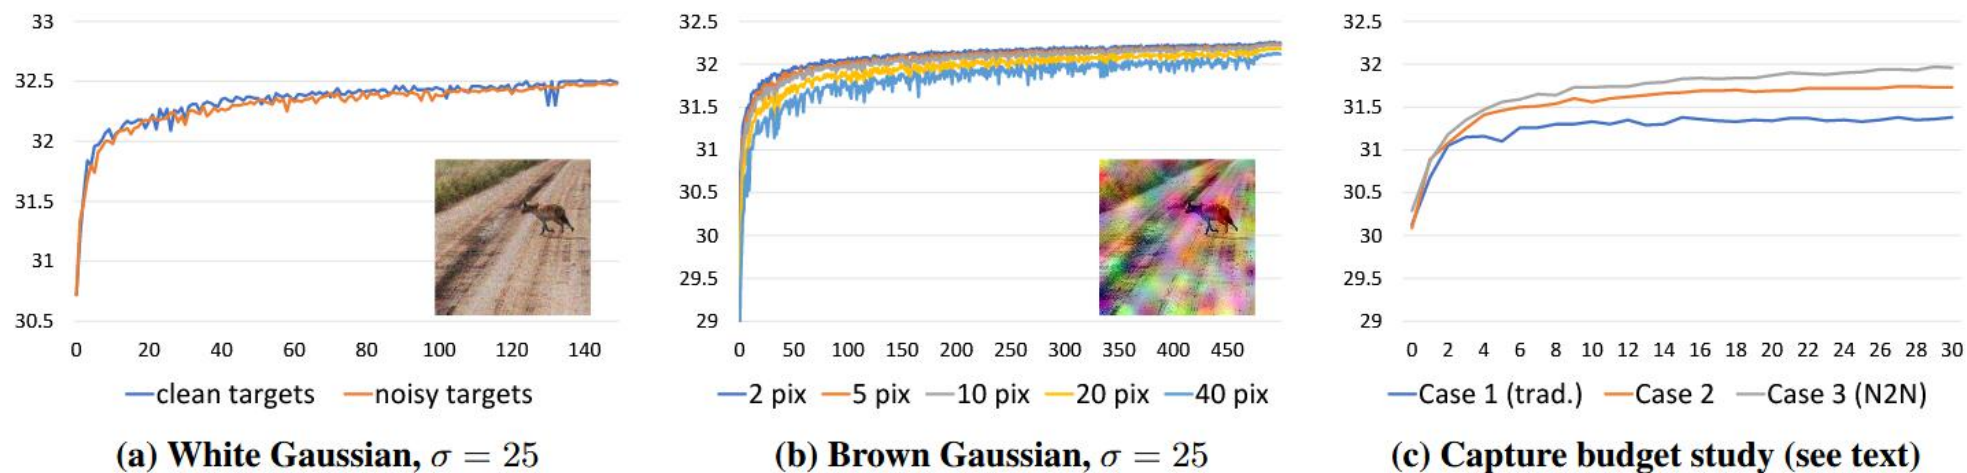 33
32.5
32
31.5
31
30.5
0 20 40 60 80 100 120 140
clean targets noisy targets
(a) White Gaussian, σ = 25
32.5
32
31.5
31
30.5
30
29.5
29
0 50 100 150 200 250 300 350 400 450
2 pix 5 pix 10 pix 20 pix 40 pix
(b) Brown Gaussian, σ = 25
32.5
32
31.5
31
30.5
30
29.5
29
0 2 4 6 8 10 12 14 16 18 20 22 24 26 28 30
Case 1 (trad.) Case 2 Case 3 (N2N)
(c) Capture budget study (see text)